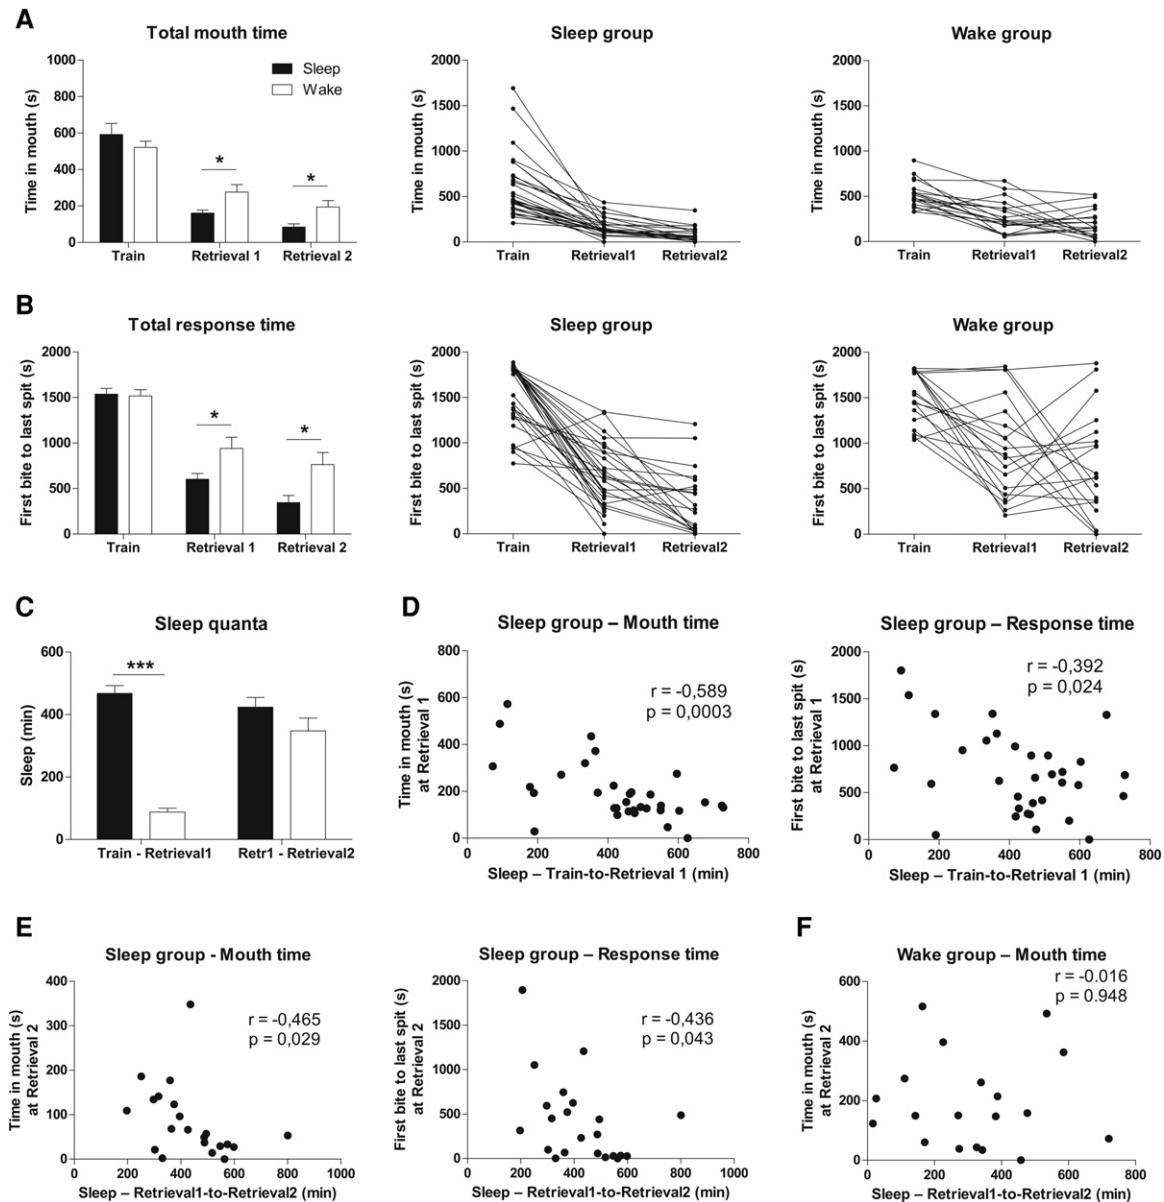 A
Total mouth time
Sleep group
Wake group
Time in mouth (s)
1000
800
600
400
200
0
Sleep
Wake
*
*
Train
Retrieval 1
Retrieval 2
Time in mouth (s)
2000
1500
1000
500
0
Train
Retrieval1
Retrieval2
Time in mouth (s)
2000
1500
1000
500
0
Train
Retrieval1
Retrieval2
B
Total response time
Sleep group
Wake group
First bite to last spit (s)
2000
1500
1000
500
0
*
*
Train
Retrieval 1
Retrieval 2
First bite to last spit (s)
2000
1500
1000
500
0
Train
Retrieval1
Retrieval2
First bite to last spit (s)
2000
1500
1000
500
0
Train
Retrieval1
Retrieval2
C
Sleep quanta
Sleep (min)
600
400
200
0
***
Train - Retrieval1
Retr1 - Retrieval2
D
Sleep group – Mouth time
Time in mouth (s)
at Retrieval 1
800
600
400
200
0
r = -0,589
p = 0,0003
0 200 400 600 800
Sleep – Train-to-Retrieval 1 (min)
Sleep group – Response time
First bite to last spit (s)
at Retrieval 1
2000
1500
1000
500
0
r = -0,392
p = 0,024
0 200 400 600 800
Sleep – Train-to-Retrieval 1 (min)
E
Sleep group - Mouth time
Time in mouth (s)
at Retrieval 2
400
300
200
100
0
r = -0,465
p = 0,029
0 200 400 600 800 1000
Sleep – Retrieval1-to-Retrieval2 (min)
Sleep group – Response time
First bite to last spit (s)
at Retrieval 2
2000
1500
1000
500
0
r = -0,436
p = 0,043
0 200 400 600 800 1000
Sleep – Retrieval1-to-Retrieval2 (min)
F
Wake group – Mouth time
Time in mouth (s)
at Retrieval 2
600
400
200
0
r = -0.016
p = 0.948
0 200 400 600 800
Sleep – Retrieval1-to-Retrieval2 (min)